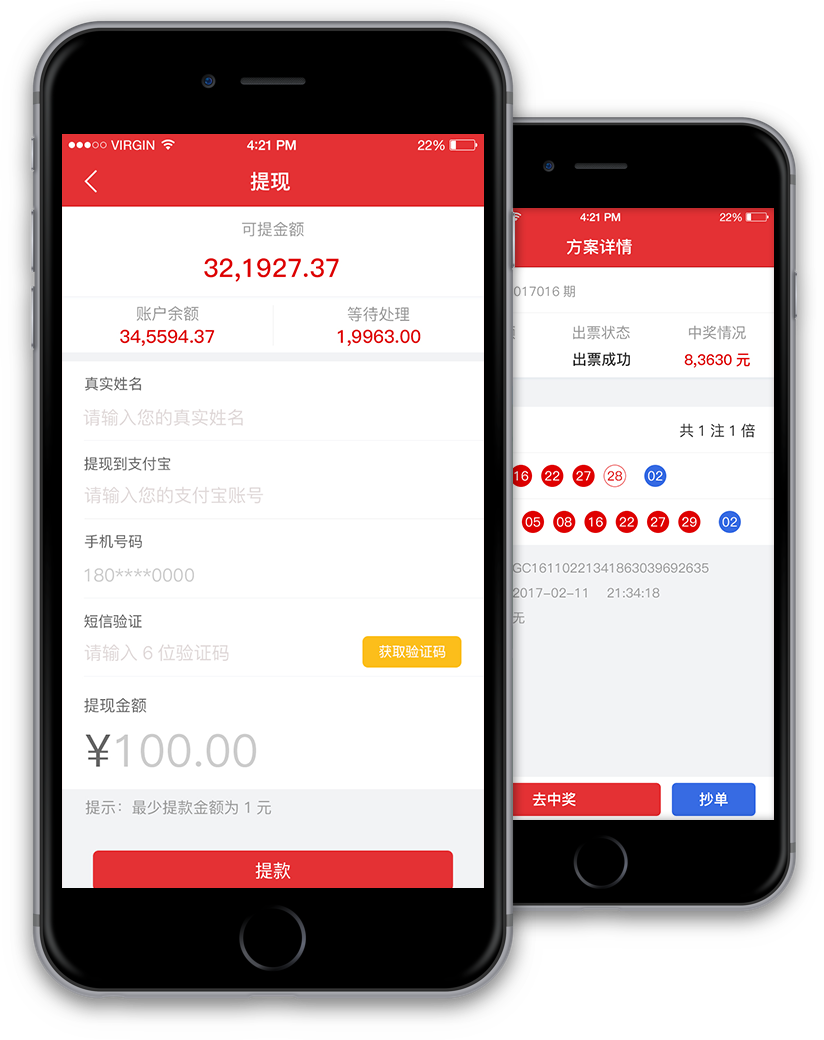 VIRGIN 4:21 PM 22%
提现
可提金额
32,1927.37
账户余额 等待处理
34,5594.37 1,9963.00
真实姓名
请输入您的真实姓名
提现到支付宝
请输入您的支付宝账号
手机号码
180****0000
短信验证
请输入 6 位验证码 获取验证码
提现金额
¥100.00
提示：最少提款金额为 1 元
提款
4:21 PM 22%
方案详情
017016 期
出票状态 中奖情况
出票成功 8,3630 元
共 1 注 1 倍
16 22 27 28 02
05 08 16 22 27 29 02
GC16110221341863039692635
2017-02-11 21:34:18
无
去中奖 抄单